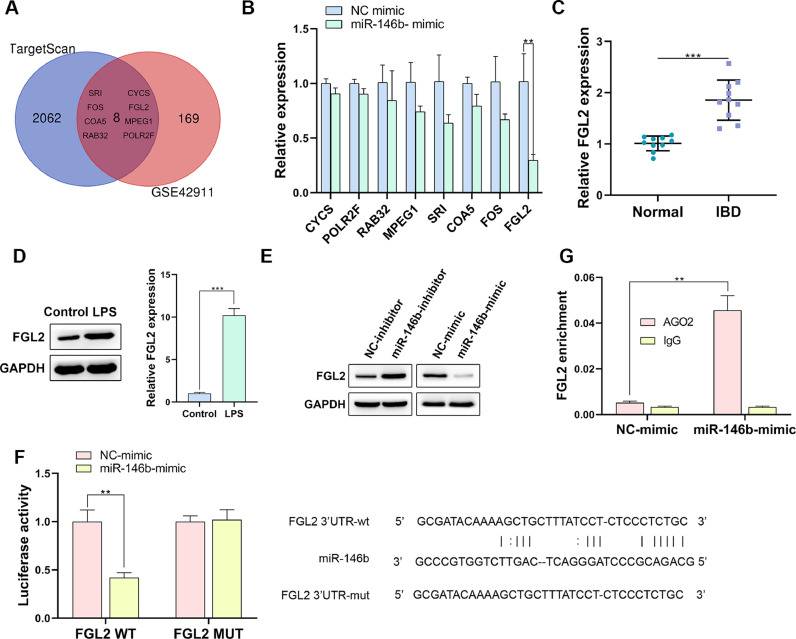 A
TargetScan
2062
SRI
FOS
COA5
RAB32
8
CYCS
FGL2
MPEG1
POLR2F
169
GSE42911
B
NC mimic
miR-146b- mimic
Relative expression
1.5
1.0
0.5
0.0
**
CYCS
POLR2F
RAB32
MPEG1
SRI
COA5
FOS
FGL2
C
Relative FGL2 expression
3
2
1
0
***
Normal
IBD
D
Control LPS
FGL2
GAPDH
Relative FGL2 expression
15
10
5
0
***
Control
LPS
E
NC-inhibitor
miR-146b-inhibitor
NC-mimic
miR-146b-mimic
FGL2
GAPDH
G
FGL2 enrichment
0.06
0.04
0.02
0.00
**
AGO2
IgG
NC-mimic
miR-146b-mimic
F
NC-mimic
miR-146b-mimic
Luciferase activity
1.5
1.0
0.5
0.0
**
FGL2 WT
FGL2 MUT
FGL2 3'UTR-wt 5' GCGATACAAAAGCTGCTTTATCCT-CTCCCTCTGC 3'
miR-146b 3' GCCCGTGGTCTTGAC--TCAGGGATCCCGCAGACG 5'
FGL2 3'UTR-mut 5' GCGATACAAAAGCTGCTTTATCCT-CTCCCTCTGC 3'